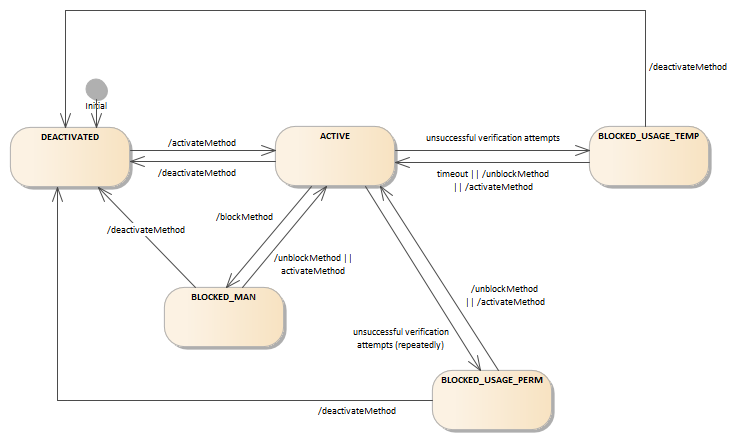 /deactivateMethod
Initial
DEACTIVATED
ACTIVE
BLOCKED_USAGE_TEMP
/activateMethod
unsuccessful verification attempts
/deactivateMethod
timeout || /unblockMethod
|| /activateMethod
/blockMethod
/deactivateMethod
/unblockMethod ||
activateMethod
BLOCKED_MAN
/unblockMethod
|| /activateMethod
unsuccessful verification
attempts (repeatedly)
BLOCKED_USAGE_PERM
/deactivateMethod